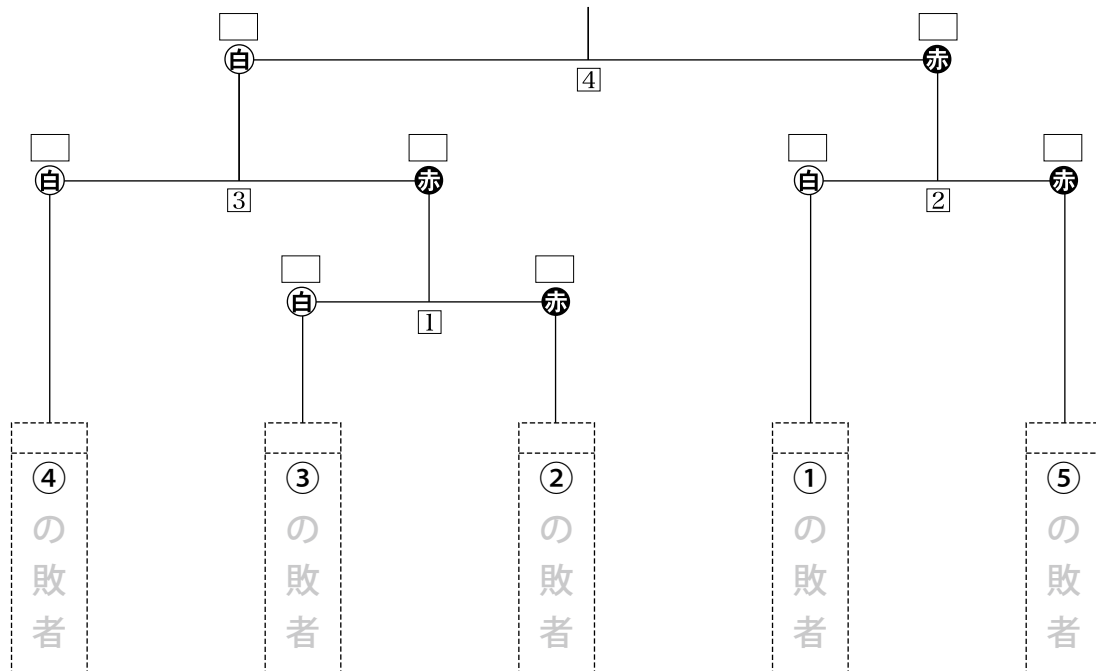 白 赤
4
白 赤 白 赤
3 2
白 赤
1
④の敗者
③の敗者
②の敗者
①の敗者
⑤の敗者